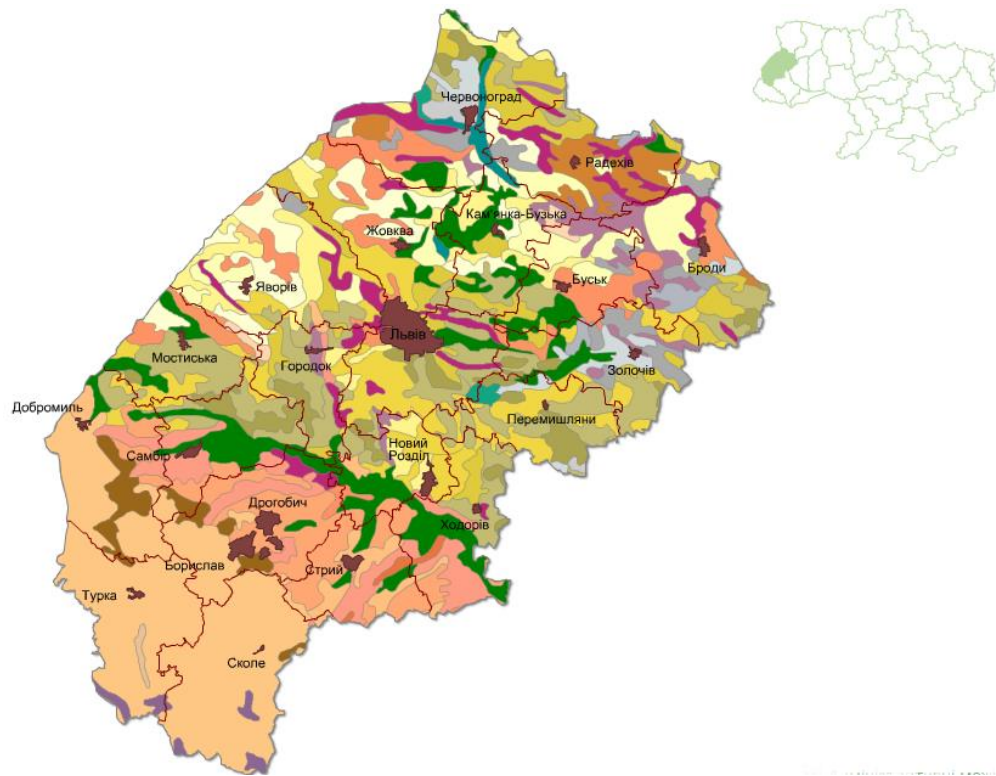 Червоноград
Радехів
Кам'янка-Бузька
Жовква
Броди
Буськ
Яворів
Львів
Мостиська
Городок
Золочів
Добромиль
Перемишляни
Самбір
Новий
Розділ
Дрогобич
Ходорів
Борислав
Стрий
Турка
Сколе